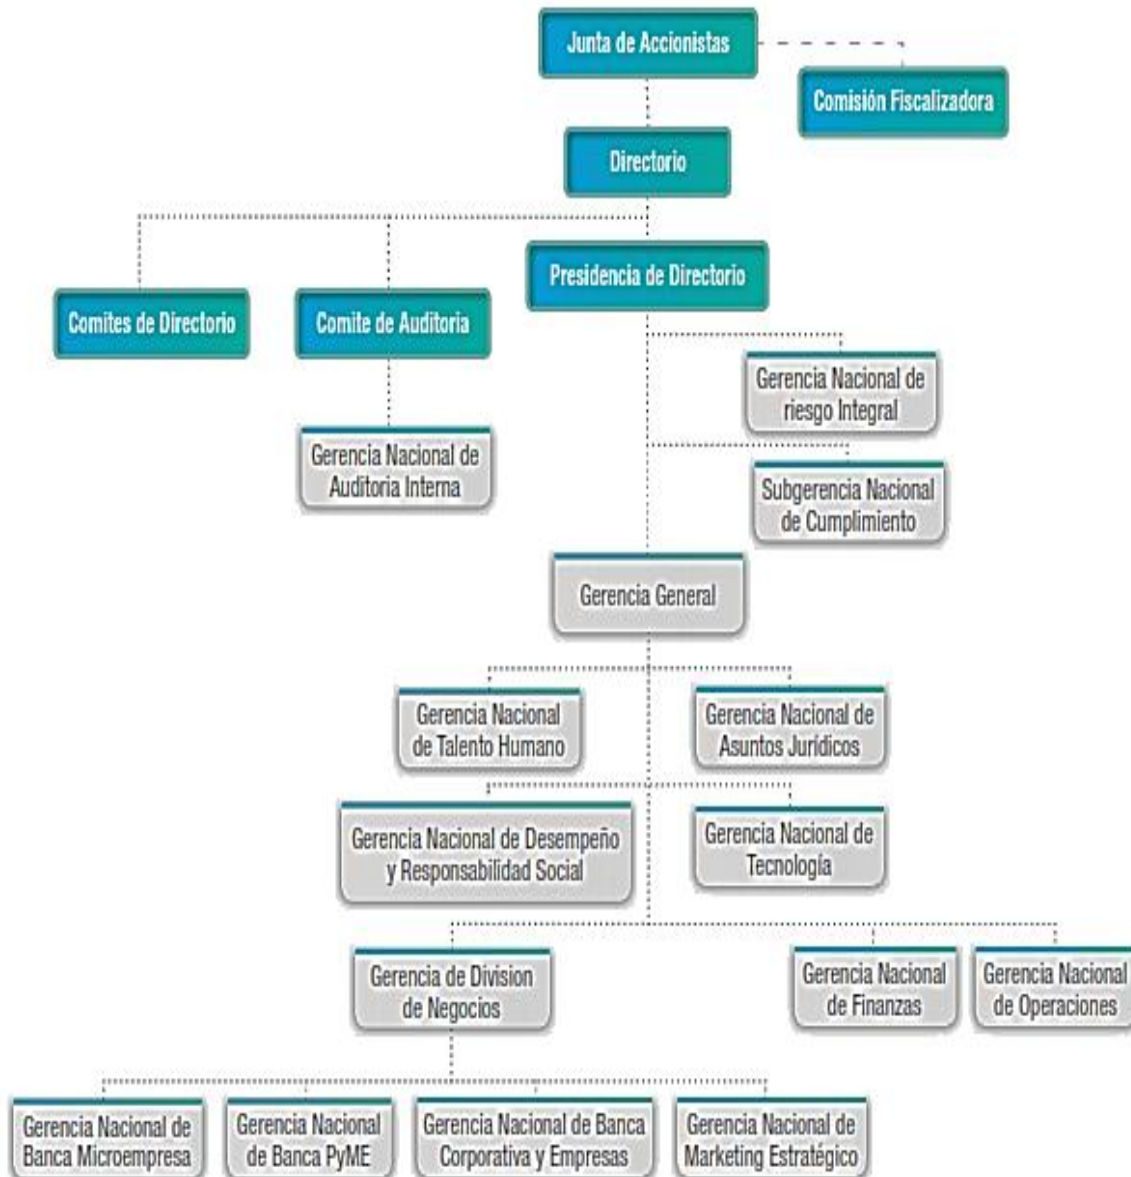 Junta de Accionistas
Comisión Fiscalizadora
Directorio
Presidencia de Directorio
Comites de Directorio
Comite de Auditoria
Gerencia Nacional de
riesgo Integral
Gerencia Nacional de
Auditoria Interna
Subgerencia Nacional
de Cumplimiento
Gerencia General
Gerencia Nacional
de Talento Humano
Gerencia Nacional de
Asuntos Jurídicos
Gerencia Nacional de Desempeño
y Responsabilidad Social
Gerencia Nacional de
Tecnología
Gerencia de Division
de Negocios
Gerencia Nacional
de Finanzas
Gerencia Nacional
de Operaciones
Gerencia Nacional de
Banca Microempresa
Gerencia Nacional
de Banca PyME
Gerencia Nacional de Banca
Corporativa y Empresas
Gerencia Nacional de
Marketing Estratégico